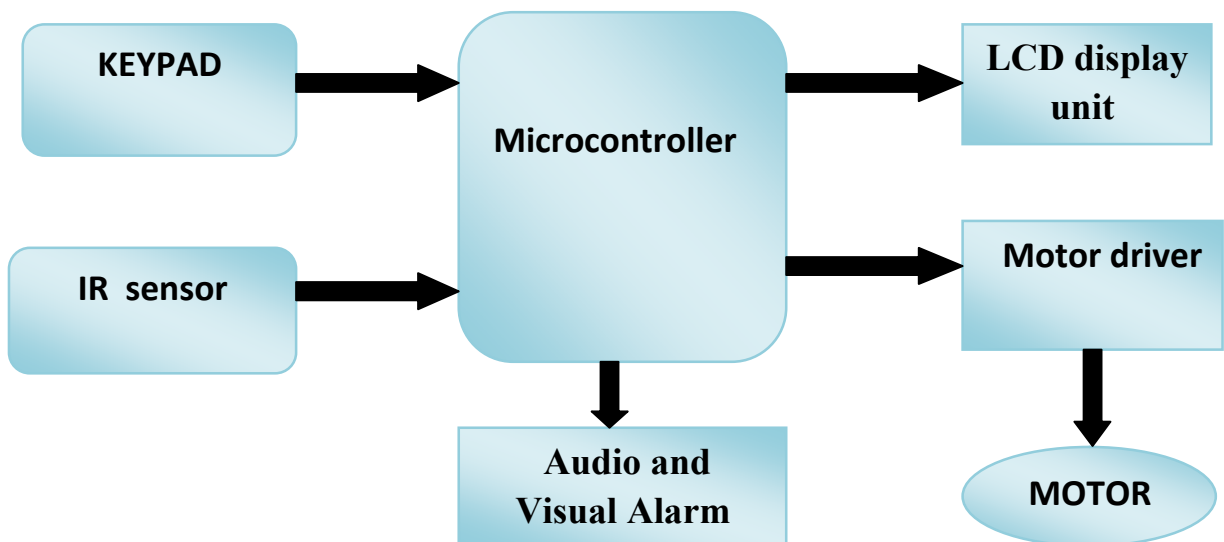 KEYPAD
LCD display
unit
Microcontroller
IR  sensor
Motor driver
Audio and
Visual Alarm
MOTOR